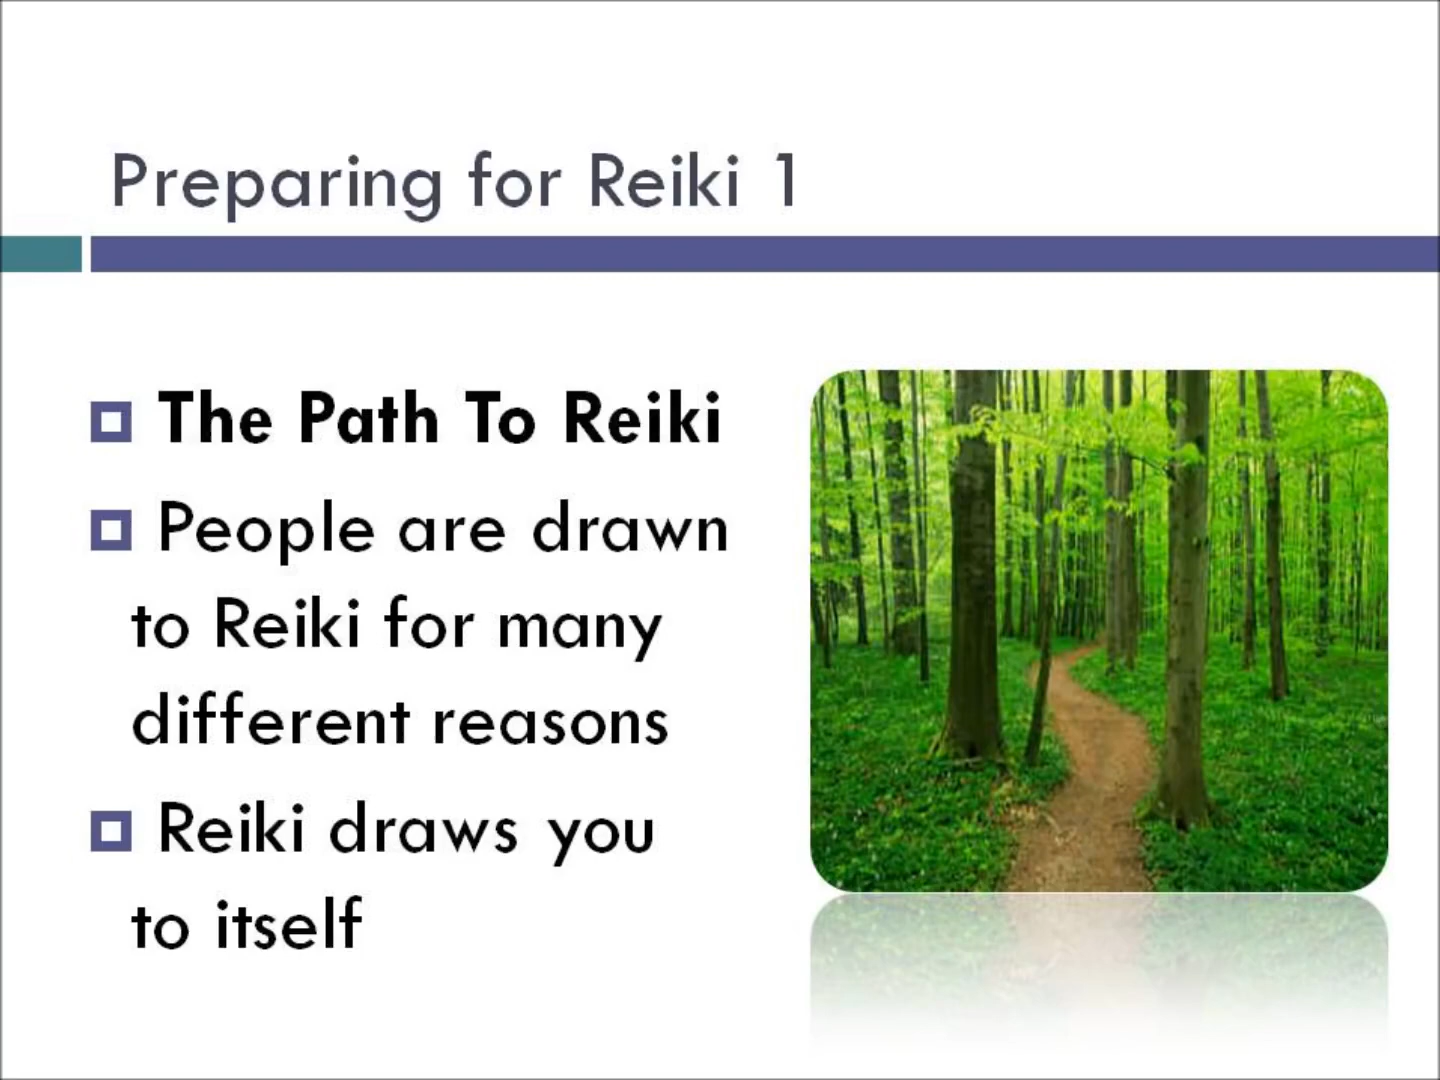 Preparing for Reiki 1
The Path To Reiki
People are drawn
to Reiki for many
different reasons
Reiki draws you
to itself